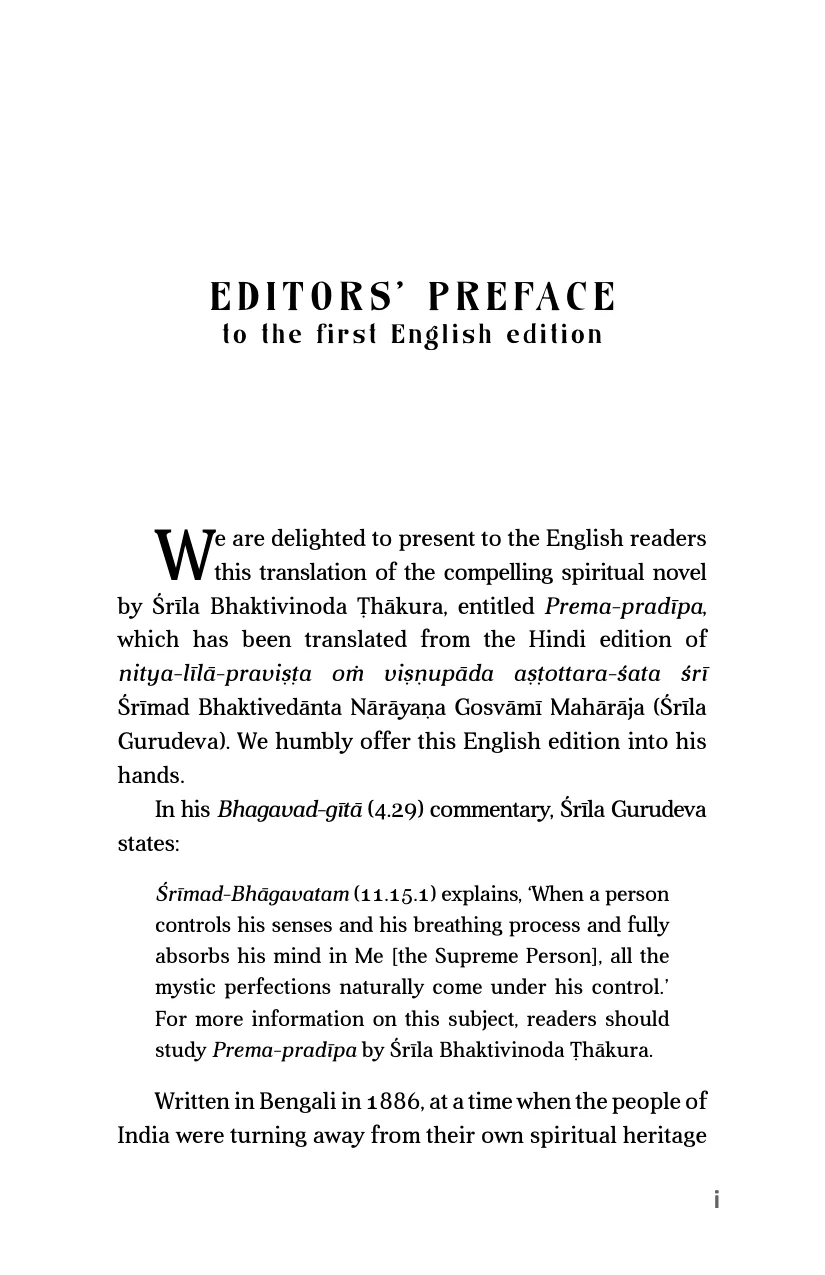 EDITORS’ PREFACE
to the first English edition
We are delighted to present to the English readers
this translation of the compelling spiritual novel
by Śrīla Bhaktivinoda Ṭhākura, entitled Prema-pradīpa,
which has been translated from the Hindi edition of
nitya-līlā-praviṣṭa oṁ viṣṇupāda aṣṭottara-śata śrī
Śrīmad Bhaktivedānta Nārāyaṇa Gosvāmī Mahārāja (Śrīla
Gurudeva). We humbly offer this English edition into his
hands.
In his Bhagavad-gītā (4.29) commentary, Śrīla Gurudeva
states:
Śrīmad-Bhāgavatam (11.15.1) explains, ‘When a person
controls his senses and his breathing process and fully
absorbs his mind in Me [the Supreme Person], all the
mystic perfections naturally come under his control.’
For more information on this subject, readers should
study Prema-pradīpa by Śrīla Bhaktivinoda Ṭhākura.
Written in Bengali in 1886, at a time when the people of
India were turning away from their own spiritual heritage
i